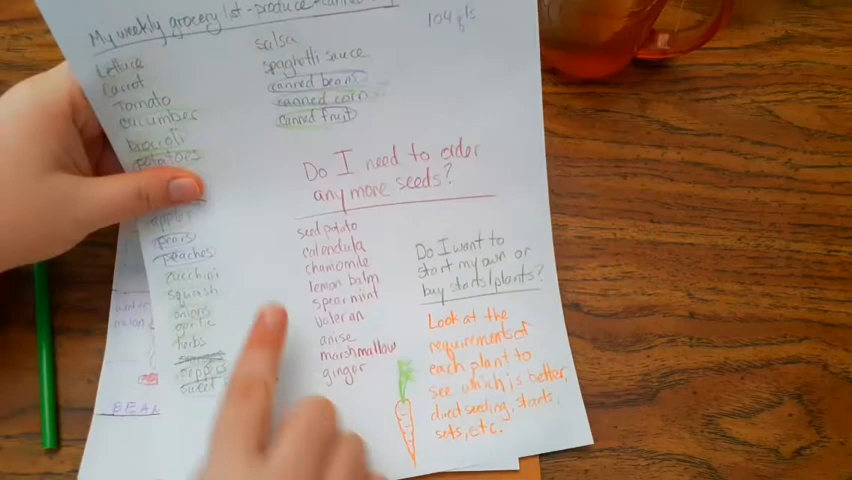 My weekly grocery list - produce - canned
104 qts
Lettuce
Carrot
Tomato
cucumber
broccoli
potatoes
apples
pears
peaches
zucchini
squash
onions
garlic
herbs
peppers
sweet
salsa
spaghetti sauce
canned beans
canned corn
canned fruit
Do I need to order
any more seeds?
seed potato
calendula
chamomile
lemon balm
spearmint
valeran
anise
marshmallow
ginger
Do I want to
start my own or
buy starts/plants?
Look at the
requirements of
each plant to
see which is better,
direct seeding, starts,
sets, etc.
water
melon
BEAN